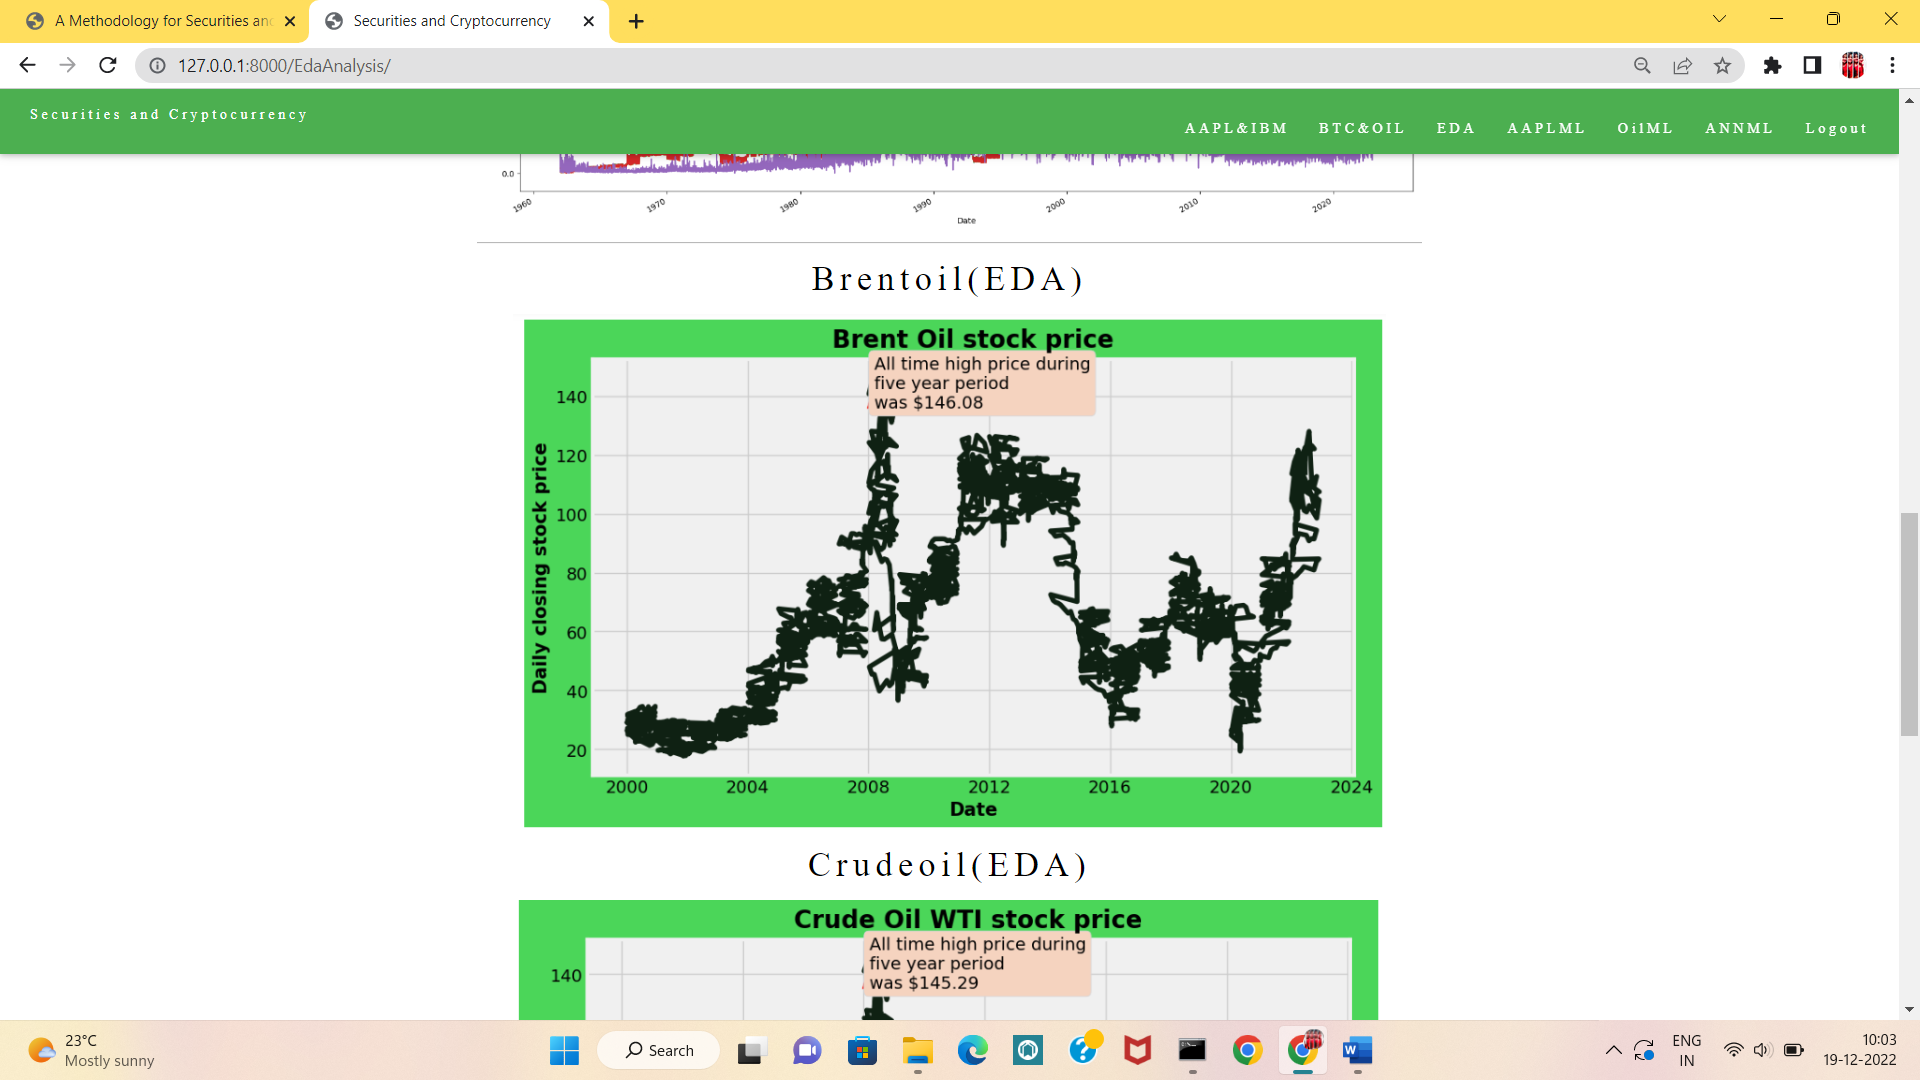 A Methodology for Securities an
Securities and Cryptocurrency
127.0.0.1:8000/EdaAnalysis/
Securities and Cryptocurrency
AAPL&IBM BTC&OIL EDA AAPLML OilML ANNML Logout
0.0
1960 1970 1980 1990 2000 2010 2020
Date
Brentoil(EDA)
Brent Oil stock price
All time high price during
five year period
was $146.08
Daily closing stock price
140
120
100
80
60
40
20
2000 2004 2008 2012 2016 2020 2024
Date
Crudeoil(EDA)
Crude Oil WTI stock price
All time high price during
five year period
was $145.29
140
23°C
Mostly sunny
Search
W
ENG
IN
10:03
19-12-2022